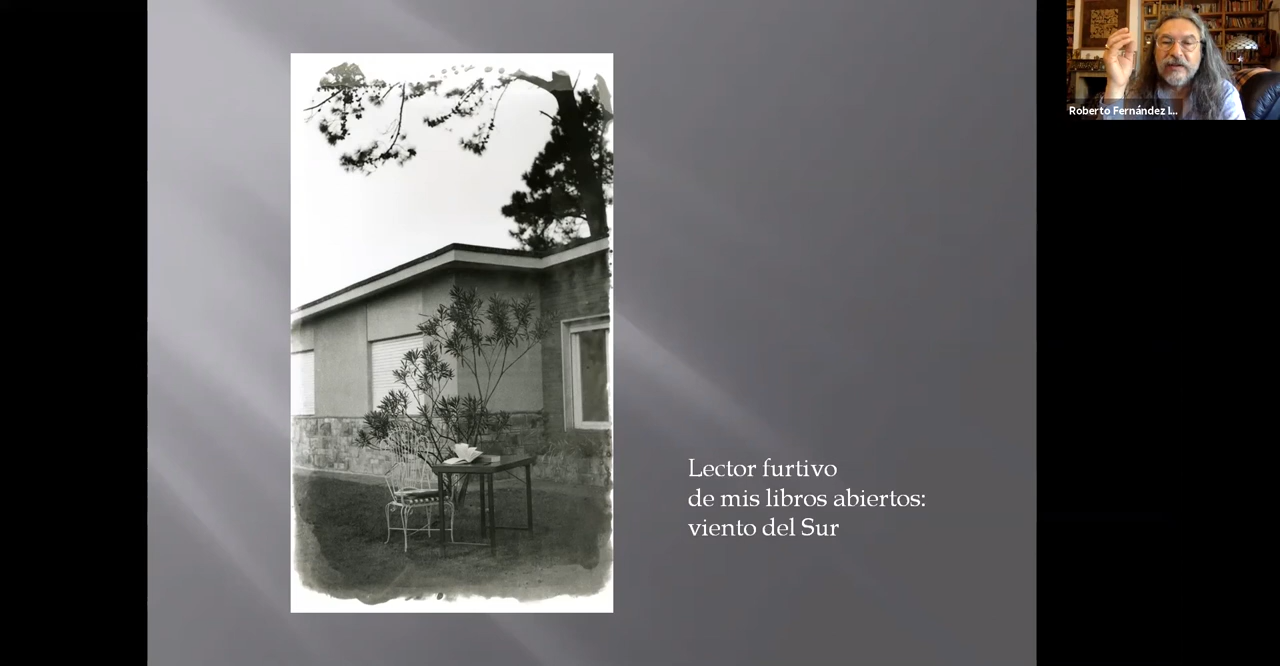 Lector furtivo
de mis libros abiertos:
viento del Sur
Roberto Fernández I...